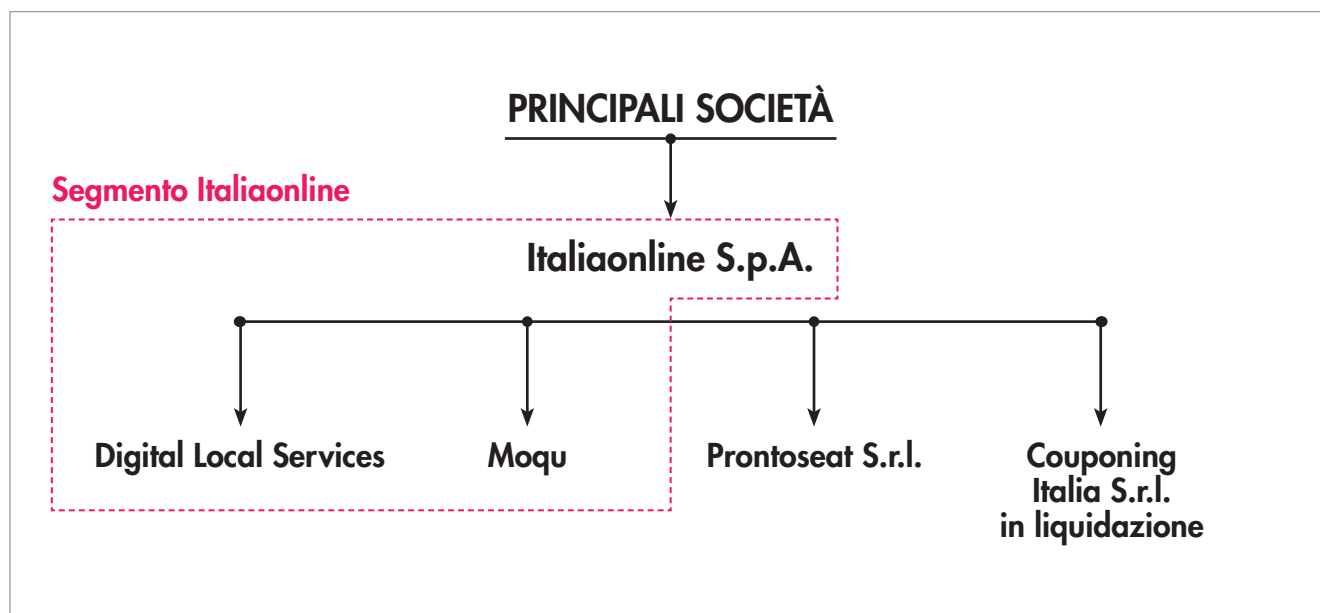 PRINCIPALI SOCIETÀ
Segmento Italiaonline
Italiaonline S.p.A.
Digital Local Services
Moqu
Prontoseat S.r.l.
Couponing
Italia S.r.l.
in liquidazione